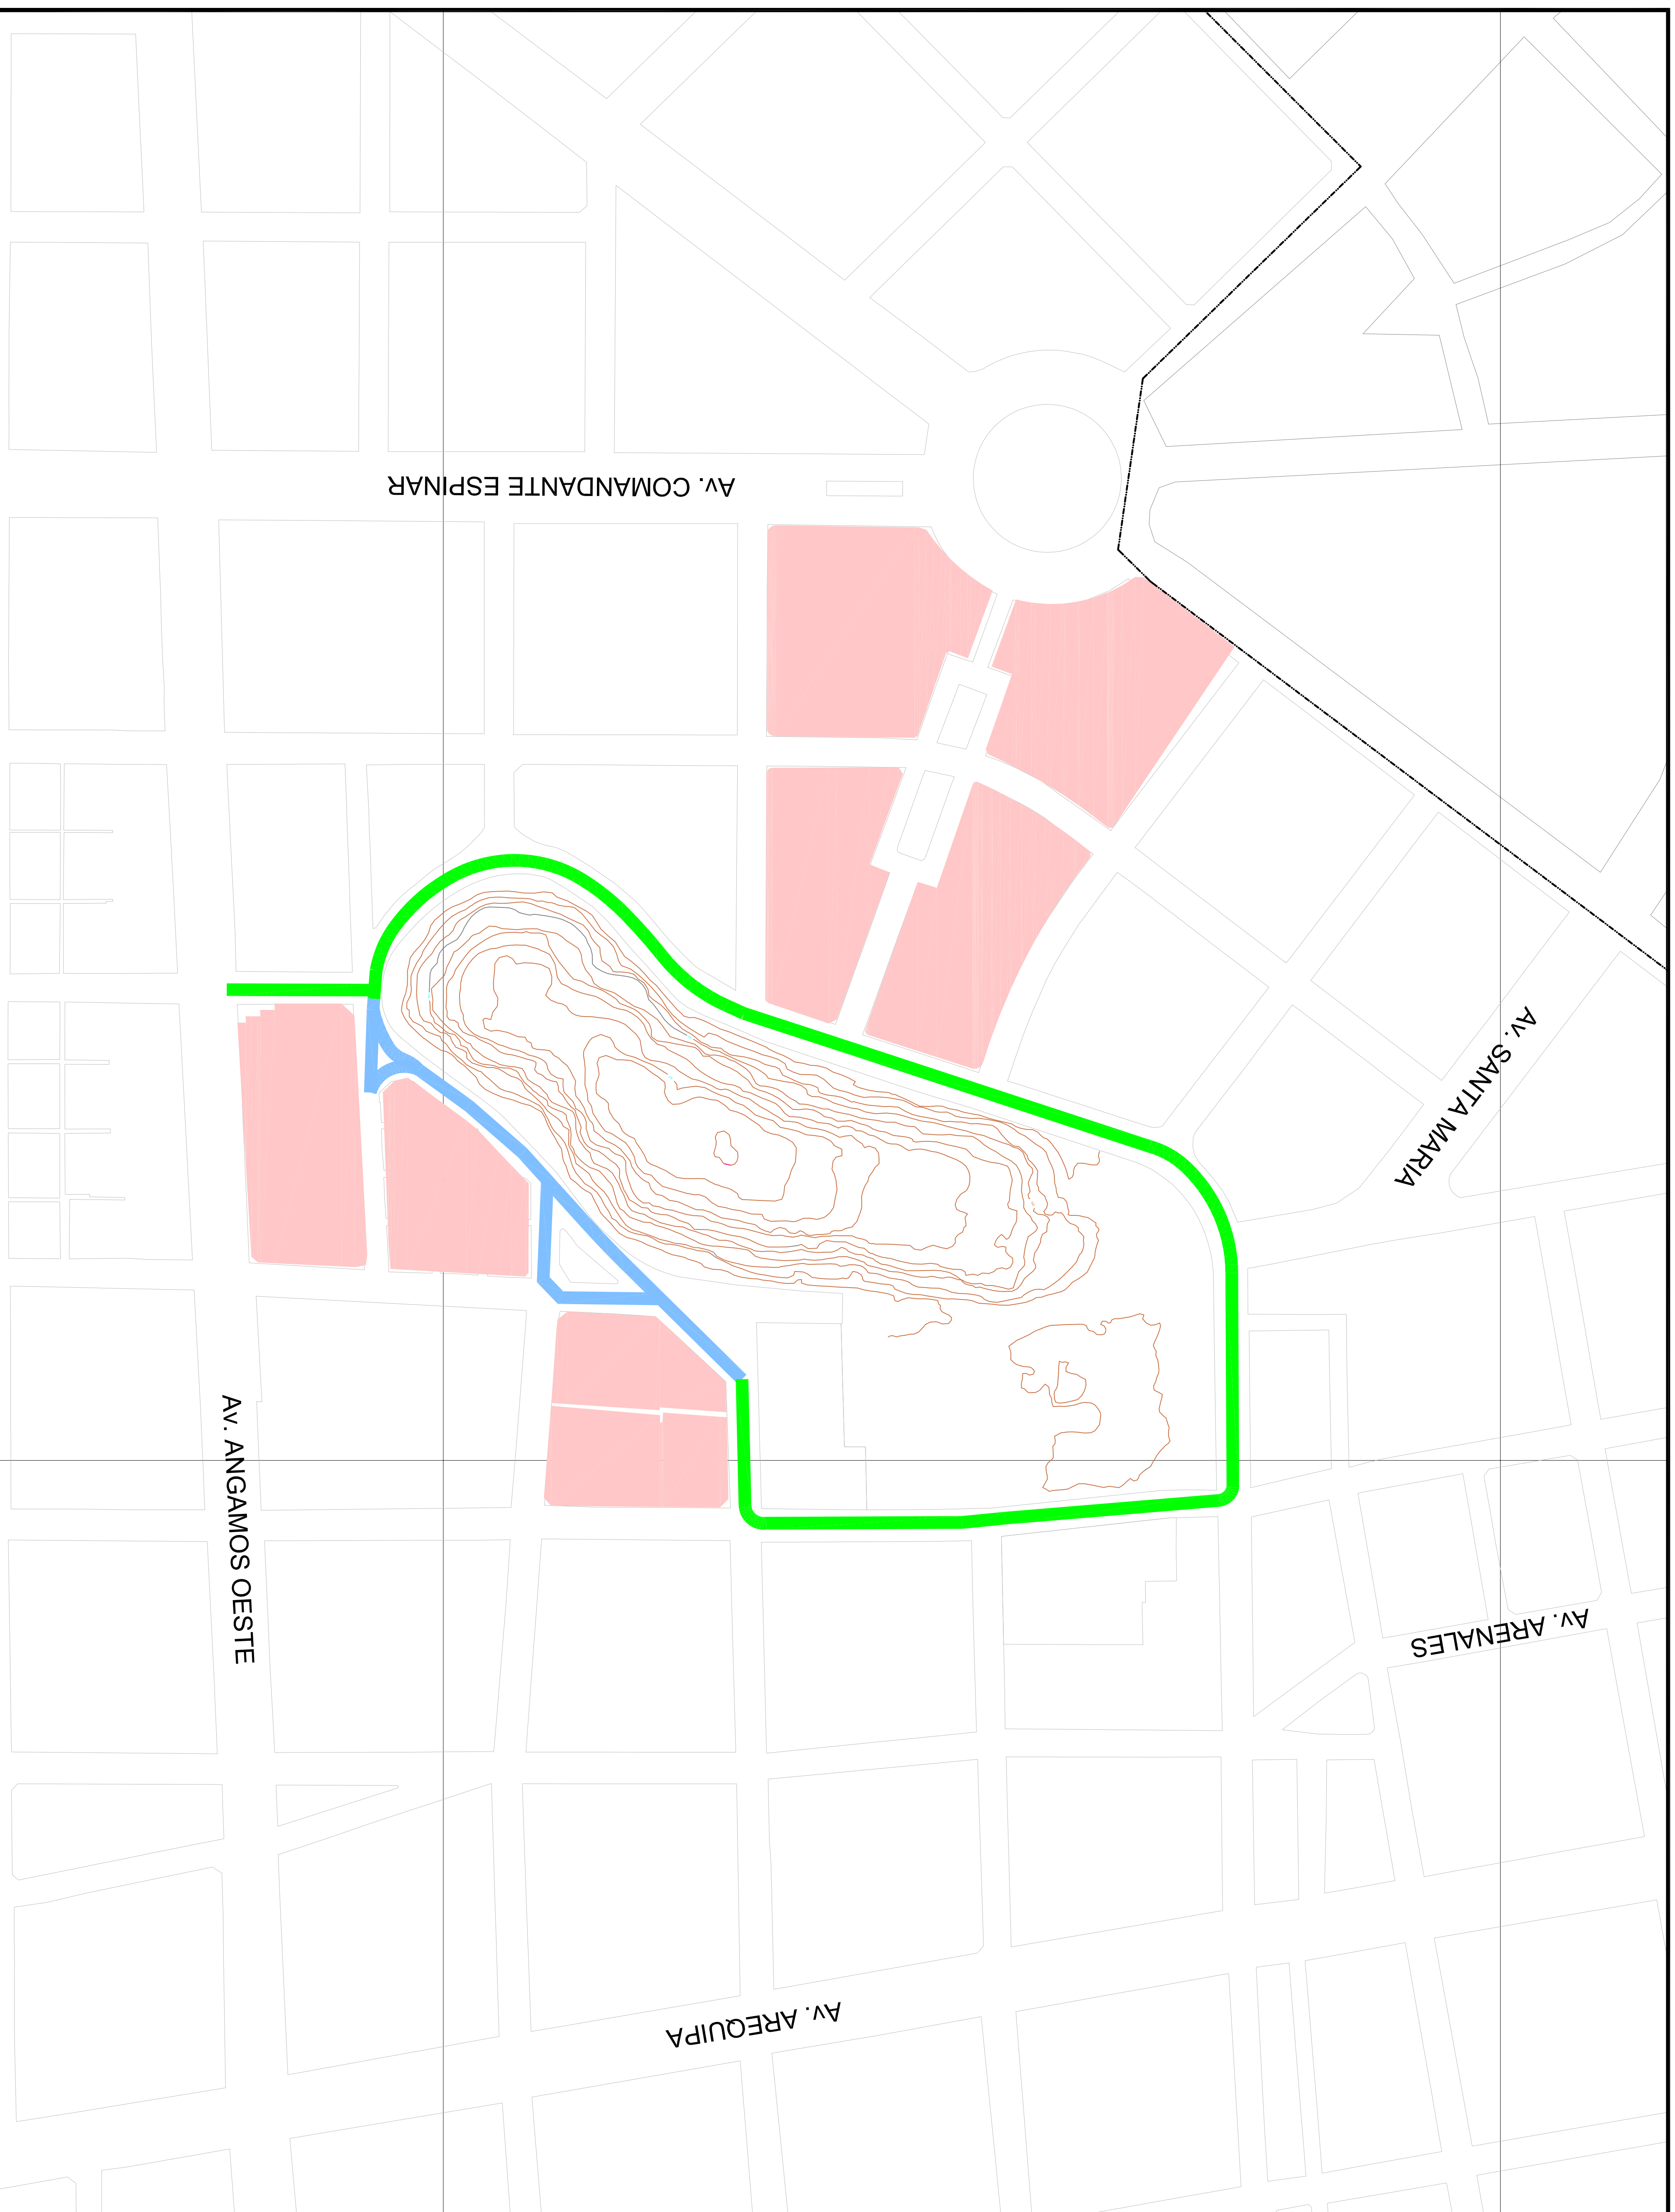 Av. COMANDANTE ESPINAR
Av. SANTA MARIA
Av. ANGAMOS OESTE
Av. ARENALES
Av. AREQUIPA